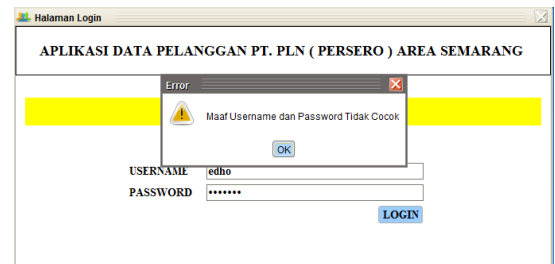 Halaman Login
APLIKASI DATA PELANGGAN PT. PLN ( PERSERO ) AREA SEMARANG
Error
Maaf Username dan Password Tidak Cocok
OK
USERNAME edho
PASSWORD •••••••
LOGIN